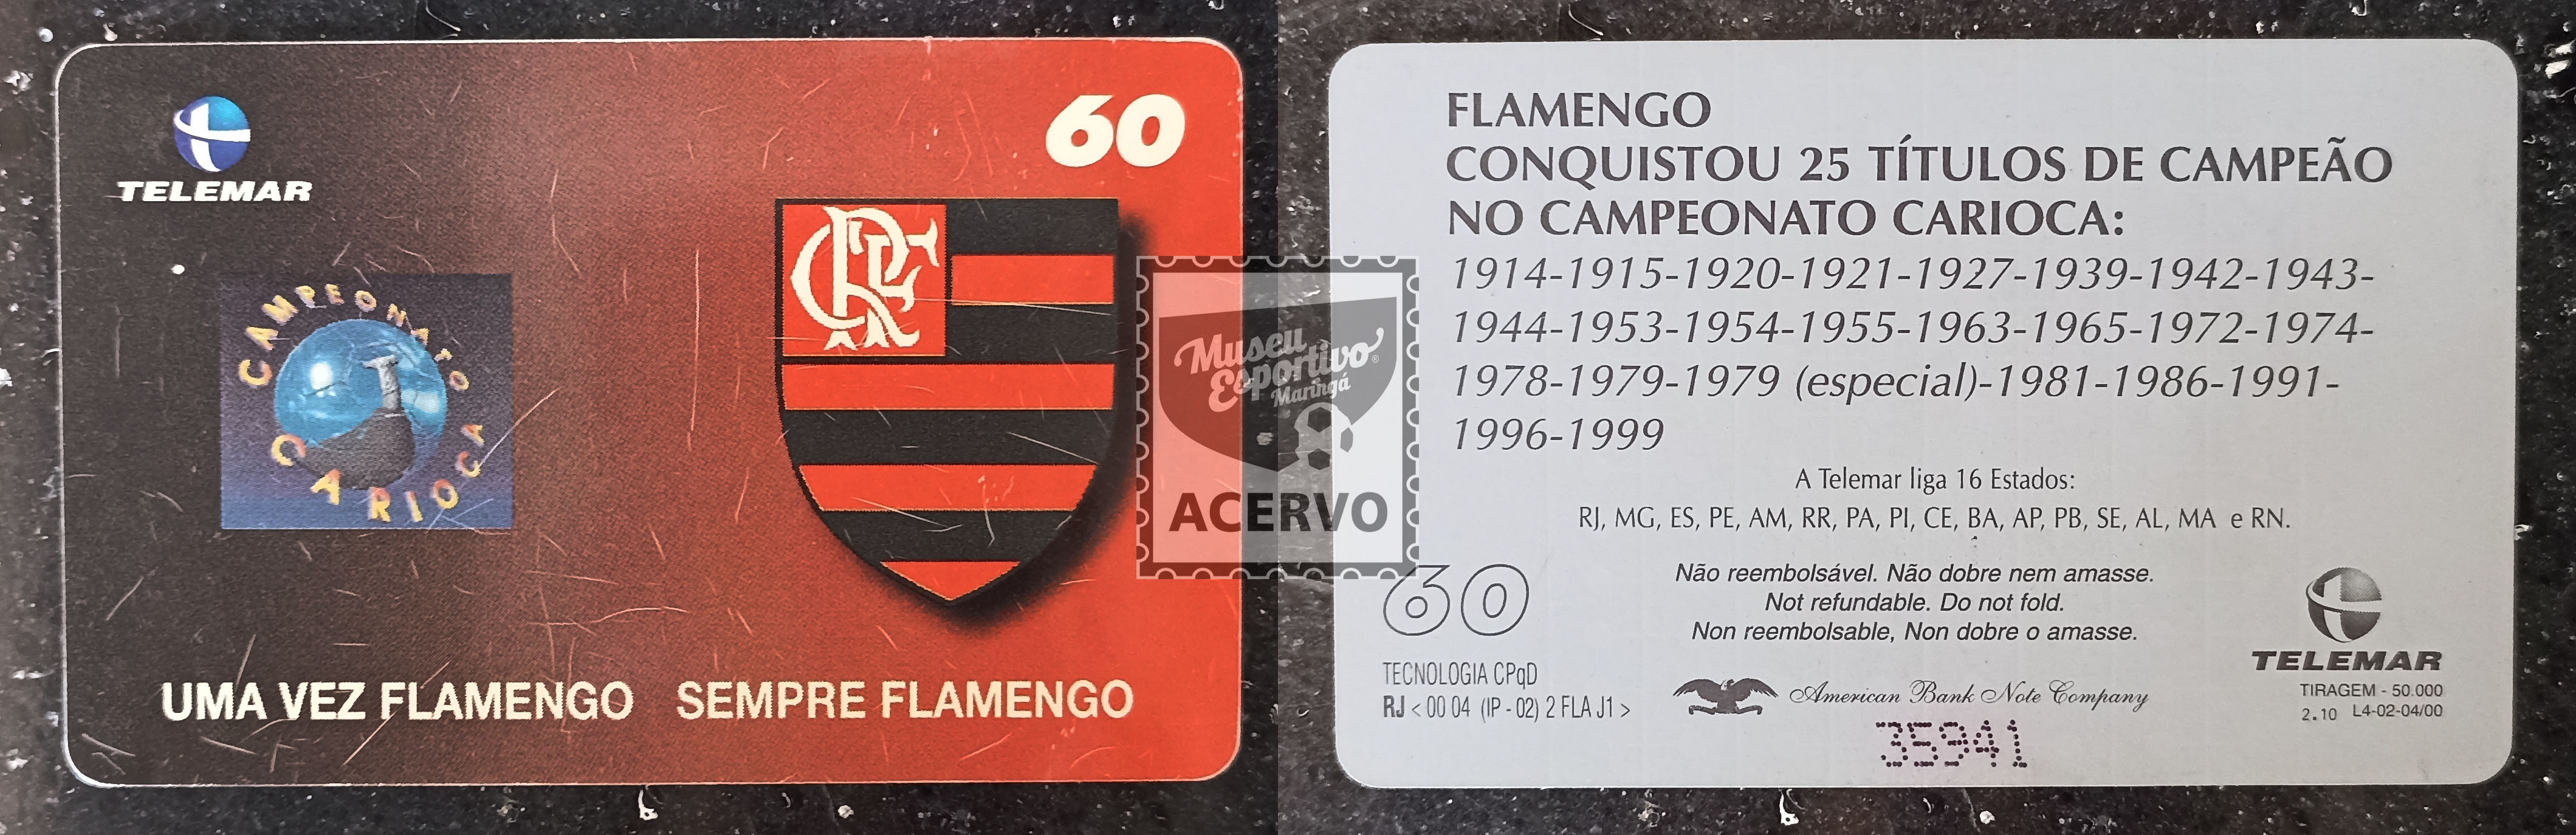 TELEMAR
60
CAMPEONATO
CARIOCA
CRF
UMA VEZ FLAMENGO SEMPRE FLAMENGO
Museu
Esportivo®
Maringá
ACERVO
FLAMENGO
CONQUISTOU 25 TÍTULOS DE CAMPEÃO
NO CAMPEONATO CARIOCA:
1914-1915-1920-1921-1927-1939-1942-1943-
1944-1953-1954-1955-1963-1965-1972-1974-
1978-1979-1979 (especial)-1981-1986-1991-
1996-1999
A Telemar liga 16 Estados:
RJ, MG, ES, PE, AM, RR, PA, PI, CE, BA, AP, PB, SE, AL, MA e RN.
60
Não reembolsável. Não dobre nem amasse.
Not refundable. Do not fold.
Non reembolsable, Non dobre o amasse.
TECNOLOGIA CPqD
RJ < 00 04 (IP - 02) 2 FLA J1 >
American Bank Note Company
35941
TELEMAR
TIRAGEM - 50.000
2.10 L4-02-04/00